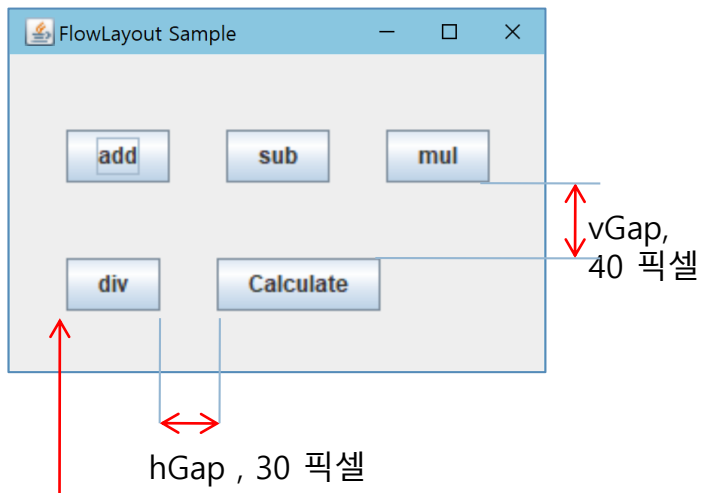 FlowLayout Sample
add sub mul
vGap,
40 픽셀
div Calculate
hGap , 30 픽셀